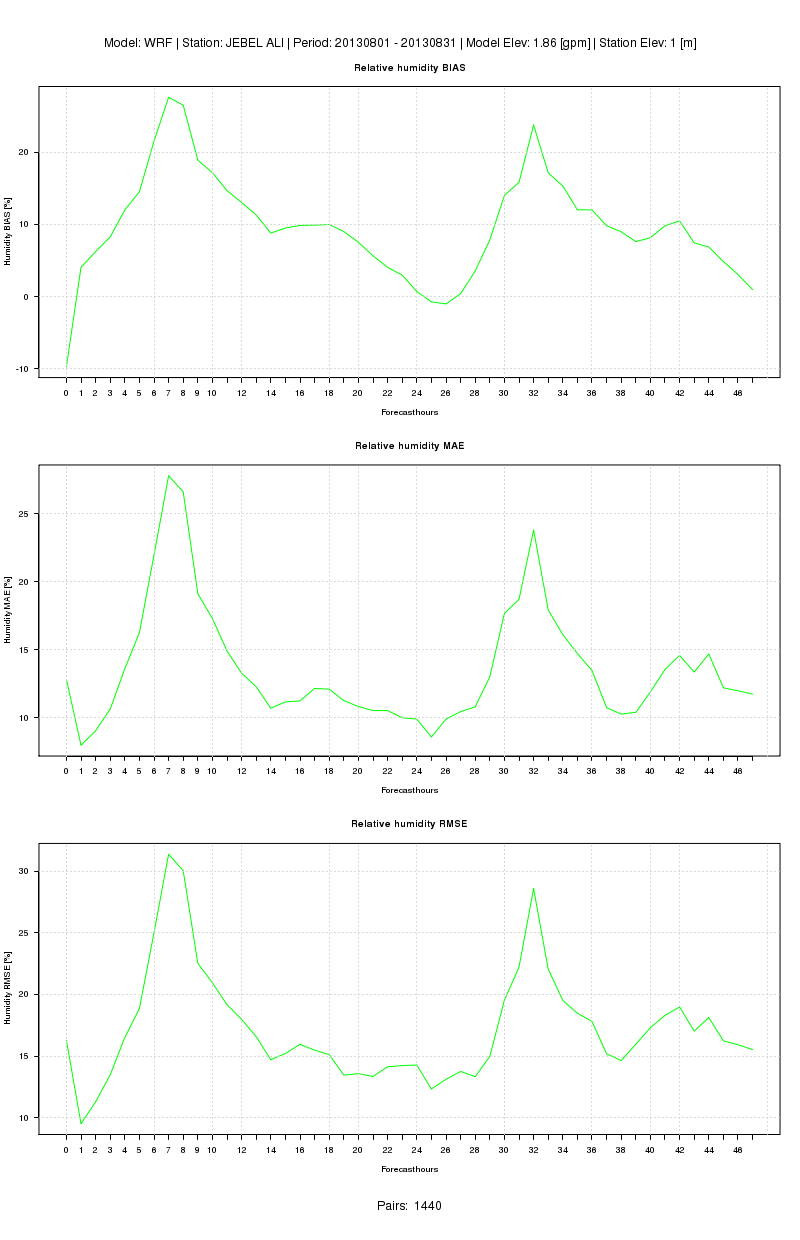 Model: WRF | Station: JEBEL ALI | Period: 20130801 - 20130831 | Model Elev: 1.86 [gpm] | Station Elev: 1 [m]
Relative humidity BIAS
Humidity BIAS [%]
20
10
0
-10
0 1 2 3 4 5 6 7 8 9 10 12 14 16 18 20 22 24 26 28 30 32 34 36 38 40 42 44 46
Forecasthours
Relative humidity MAE
Humidity MAE [%]
25
20
15
10
0 1 2 3 4 5 6 7 8 9 10 12 14 16 18 20 22 24 26 28 30 32 34 36 38 40 42 44 46
Forecasthours
Relative humidity RMSE
Humidity RMSE [%]
30
25
20
15
10
0 1 2 3 4 5 6 7 8 9 10 12 14 16 18 20 22 24 26 28 30 32 34 36 38 40 42 44 46
Forecasthours
Pairs: 1440